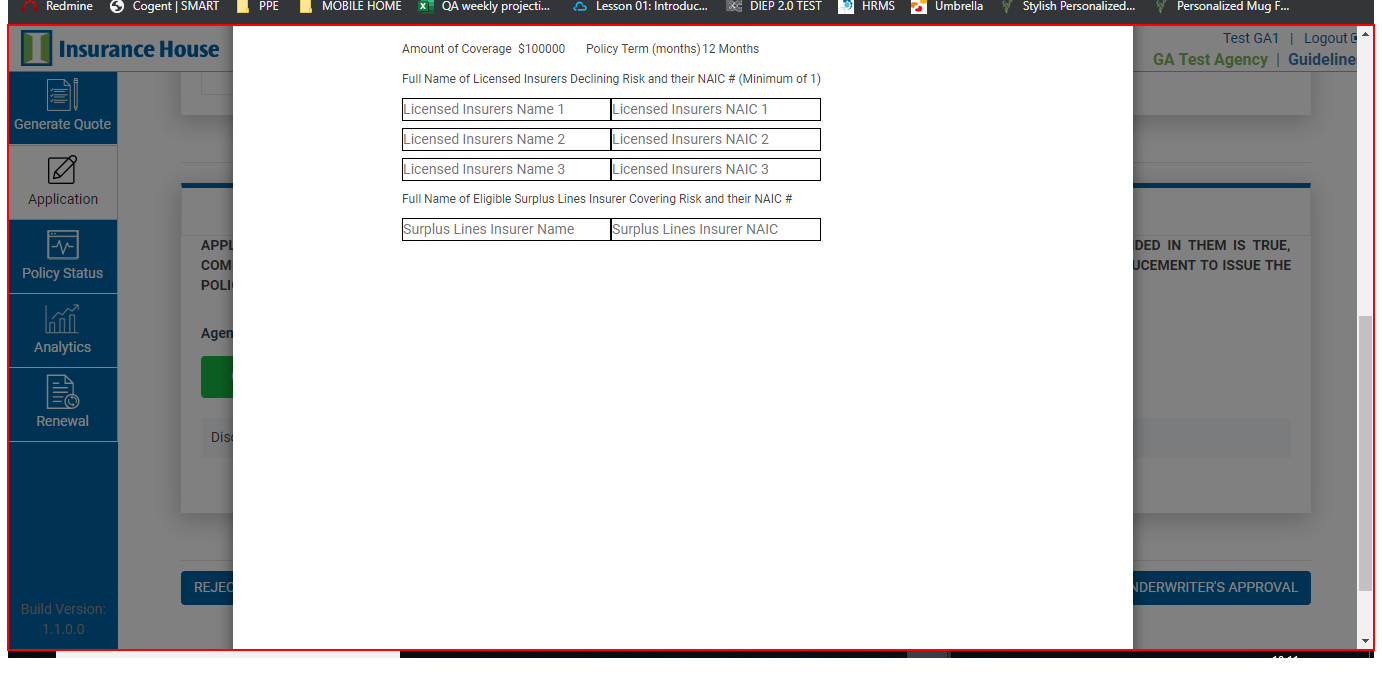 Redmine Cogent | SMART PPE MOBILE HOME QA weekly projecti... Lesson 01: Introduc... DIEP 2.0 TEST HRMS Umbrella Stylish Personalized... Personalized Mug F...
Insurance House
Test GA1 | Logout
GA Test Agency | Guideline
Generate Quote
Application
Policy Status
Analytics
Renewal
Build Version:
1.1.0.0
Amount of Coverage $100000 Policy Term (months) 12 Months
Full Name of Licensed Insurers Declining Risk and their NAIC # (Minimum of 1)
Licensed Insurers Name 1 Licensed Insurers NAIC 1
Licensed Insurers Name 2 Licensed Insurers NAIC 2
Licensed Insurers Name 3 Licensed Insurers NAIC 3
Full Name of Eligible Surplus Lines Insurer Covering Risk and their NAIC #
Surplus Lines Insurer Name Surplus Lines Insurer NAIC
APPL DED IN THEM IS TRUE,
COM UCEMENT TO ISSUE THE
POLI
Agen
Disc
REJEC NDERWRITER'S APPROVAL